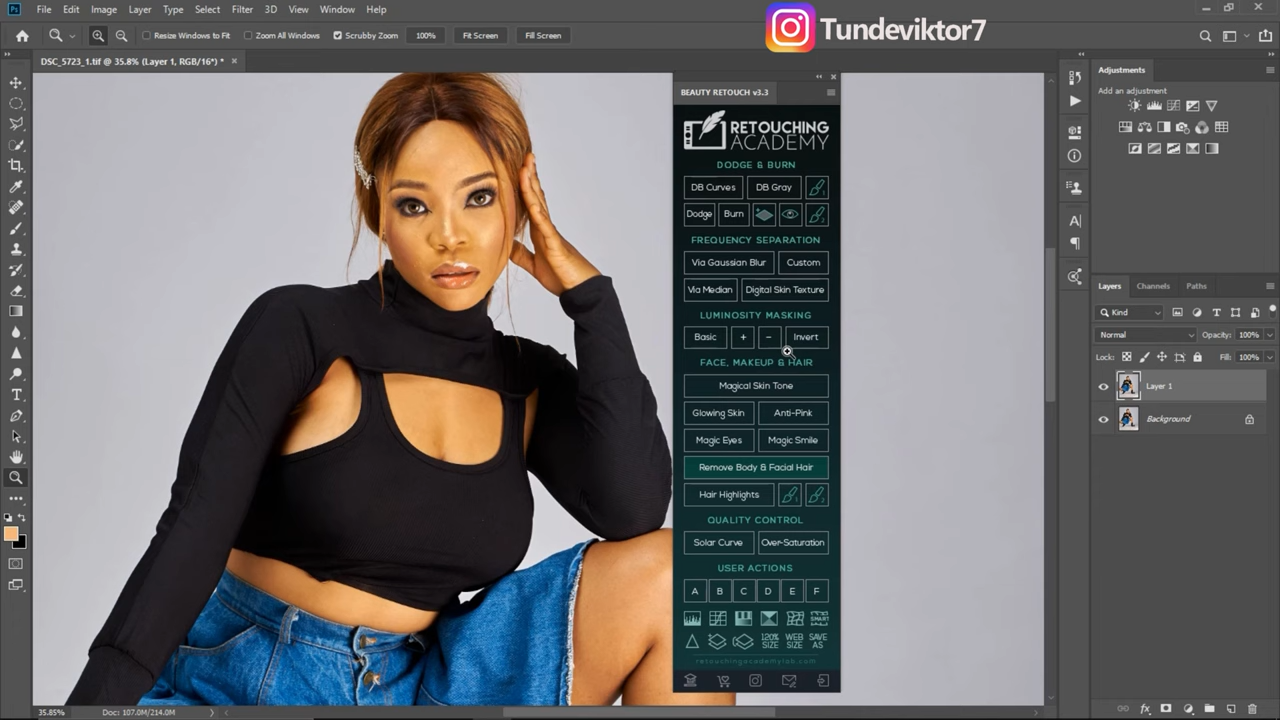 Ps File Edit Image Layer Type Select Filter 3D View Window Help
Tundeviktor7
Resize Windows to Fit Zoom All Windows Scrubby Zoom 100% Fit Screen Fill Screen
DSC_5723_1.tif @ 35.8% (Layer 1, RGB/16*) *
BEAUTY RETOUCH v3.3
RETOUCHING
ACADEMY
DODGE & BURN
DB Curves DB Gray
Dodge Burn
FREQUENCY SEPARATION
Via Gaussian Blur Custom
Via Median Digital Skin Texture
LUMINOSITY MASKING
Basic + − Invert
FACE, MAKEUP & HAIR
Magical Skin Tone
Glowing Skin Anti-Pink
Magic Eyes Magic Smile
Remove Body & Facial Hair
Hair Highlights
QUALITY CONTROL
Solar Curve Over-Saturation
USER ACTIONS
A B C D E F
SMART
120% SIZE WEB SIZE SAVE AS
retouchingacademylab.com
Adjustments
Add an adjustment
Layers Channels Paths
Kind
Normal Opacity: 100%
Lock: Fill: 100%
Layer 1
Background
35.85% Doc: 107.0M/214.0M